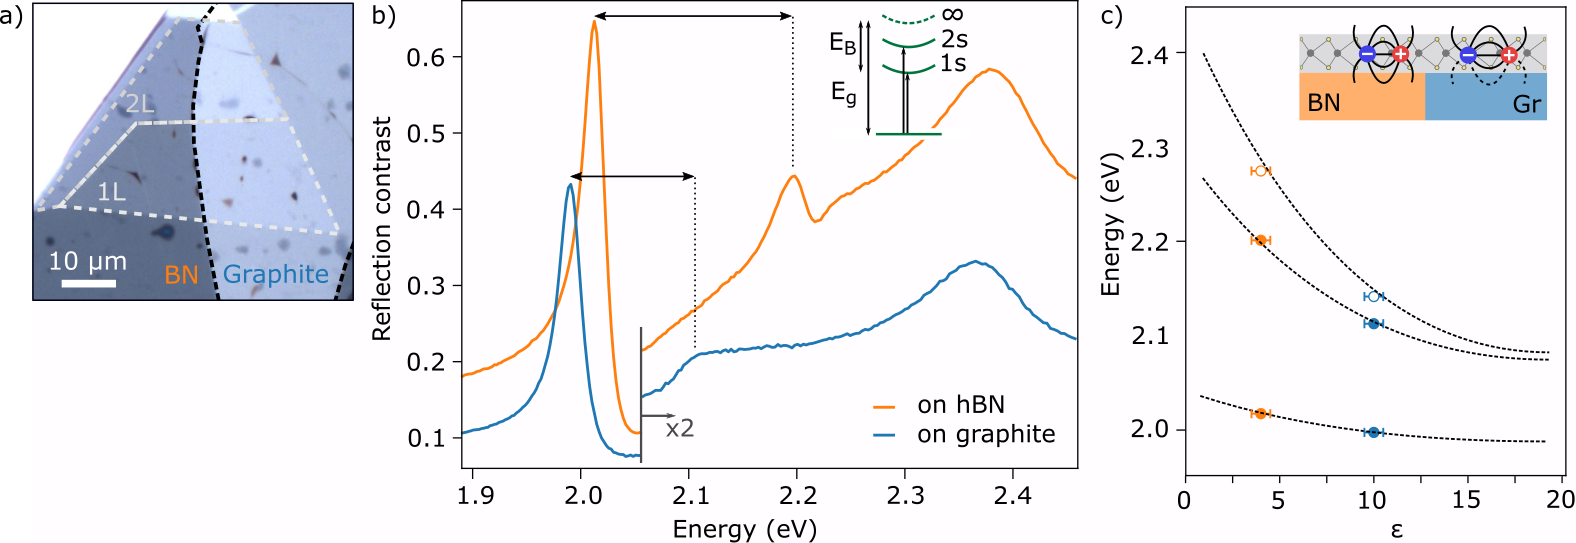 a)
2L
1L
10 µm
BN
Graphite
b)
Reflection contrast
0.6
0.5
0.4
0.3
0.2
0.1
1.9
2.0
2.1
2.2
2.3
2.4
Energy (eV)
∞
2s
1s
E_B
E_g
x2
on hBN
on graphite
c)
Energy (eV)
2.4
2.3
2.2
2.1
2.0
0
5
10
15
20
ε
BN
Gr
−
+
−
+